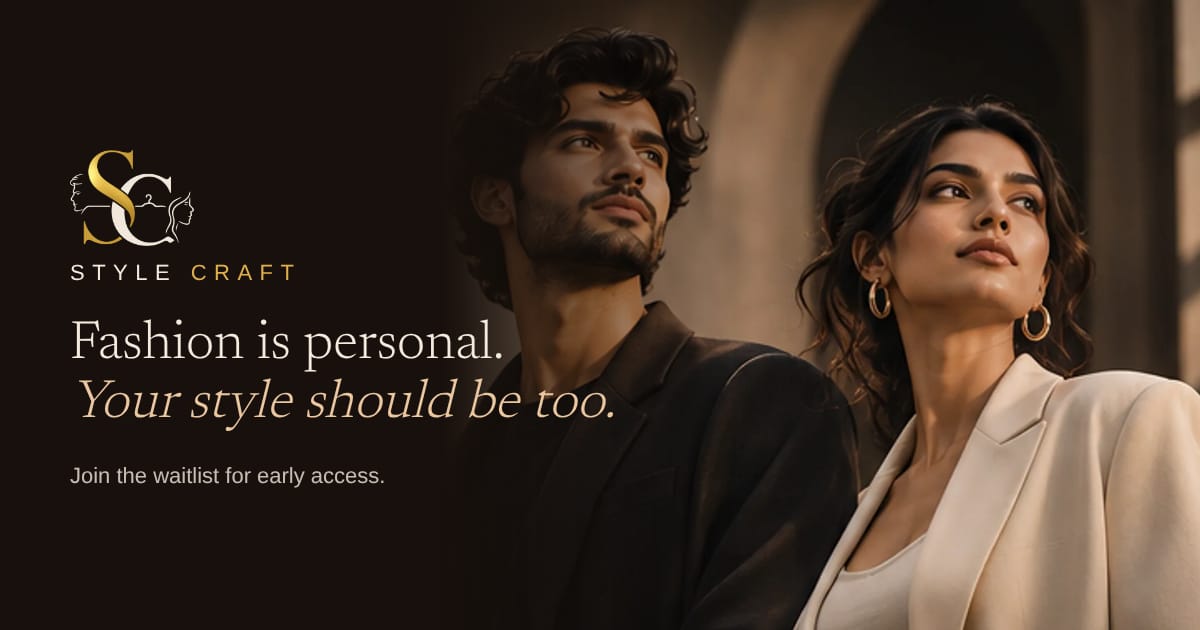 SC
STYLE CRAFT
Fashion is personal.
Your style should be too.
Join the waitlist for early access.